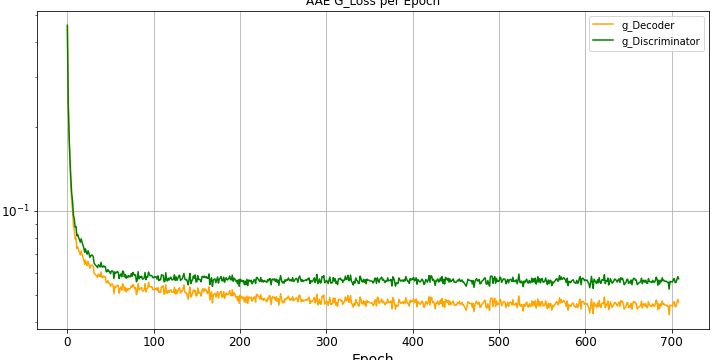 AAE G_Loss per Epoch
g_Decoder
g_Discriminator
10⁻¹
0 100 200 300 400 500 600 700
Epoch